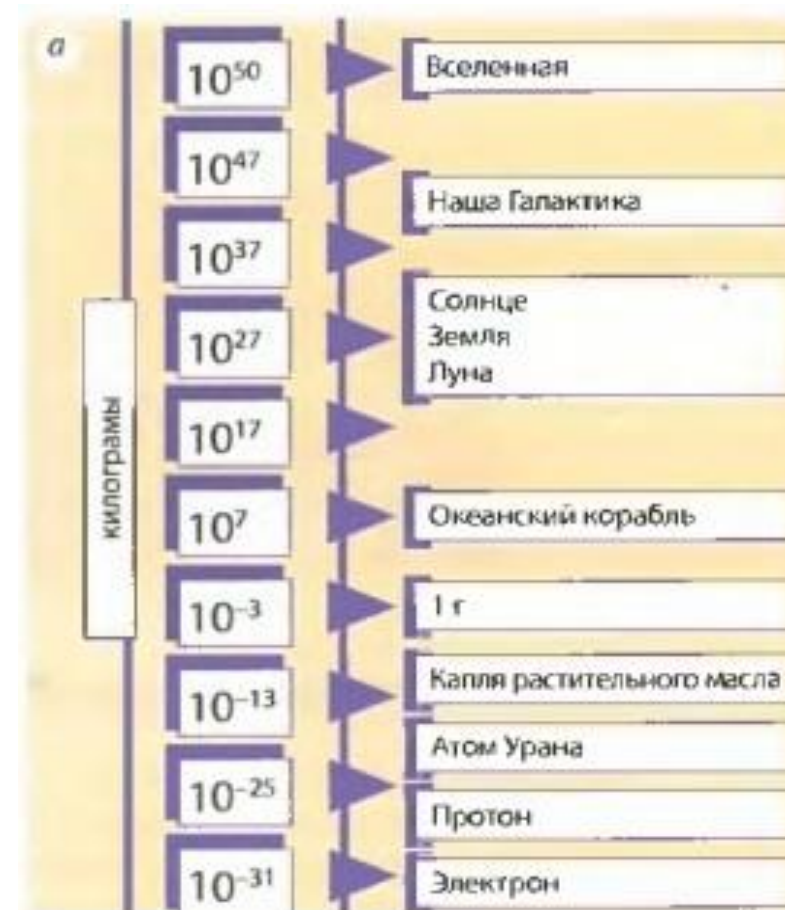 а
10⁵⁰
Вселенная
10⁴⁷
Наша Галактика
10³⁷
Солнце
10²⁷
Земля
Луна
10¹⁷
килограмы
10⁷
Океанский корабль
10⁻³
1 г
10⁻¹³
Капля растительного масла
Атом Урана
10⁻²⁵
Протон
10⁻³¹
Электрон